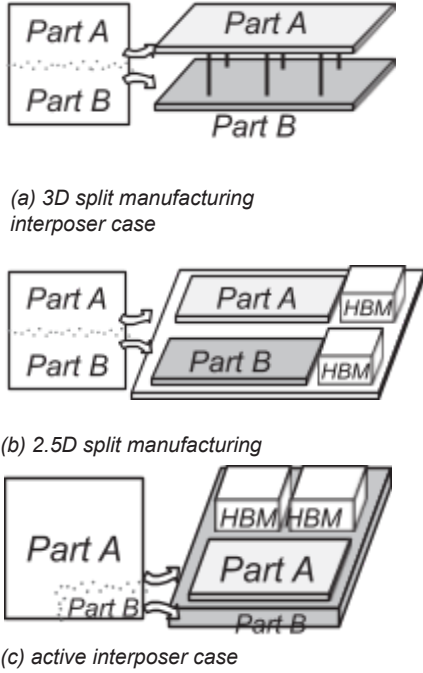 Part A
Part A
Part B
Part B
(a) 3D split manufacturing
interposer case
Part A
Part A
HBM
Part B
Part B
HBM
(b) 2.5D split manufacturing
HBM HBM
Part A
Part A
Part B
Part B
(c) active interposer case